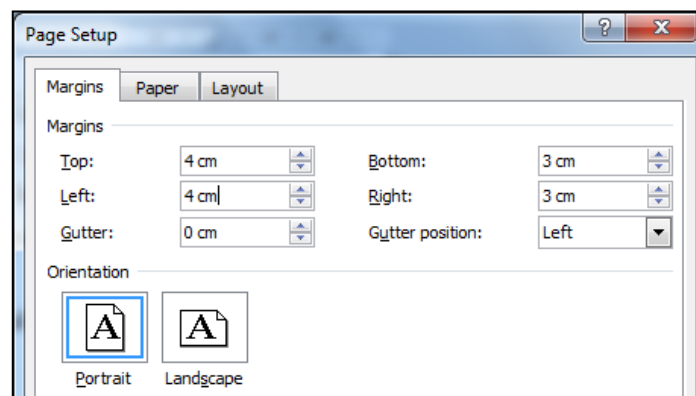 Page Setup
? X
Margins Paper Layout
Margins
Top: 4 cm Bottom: 3 cm
Left: 4 cm Right: 3 cm
Gutter: 0 cm Gutter position: Left
Orientation
A A
Portrait Landscape